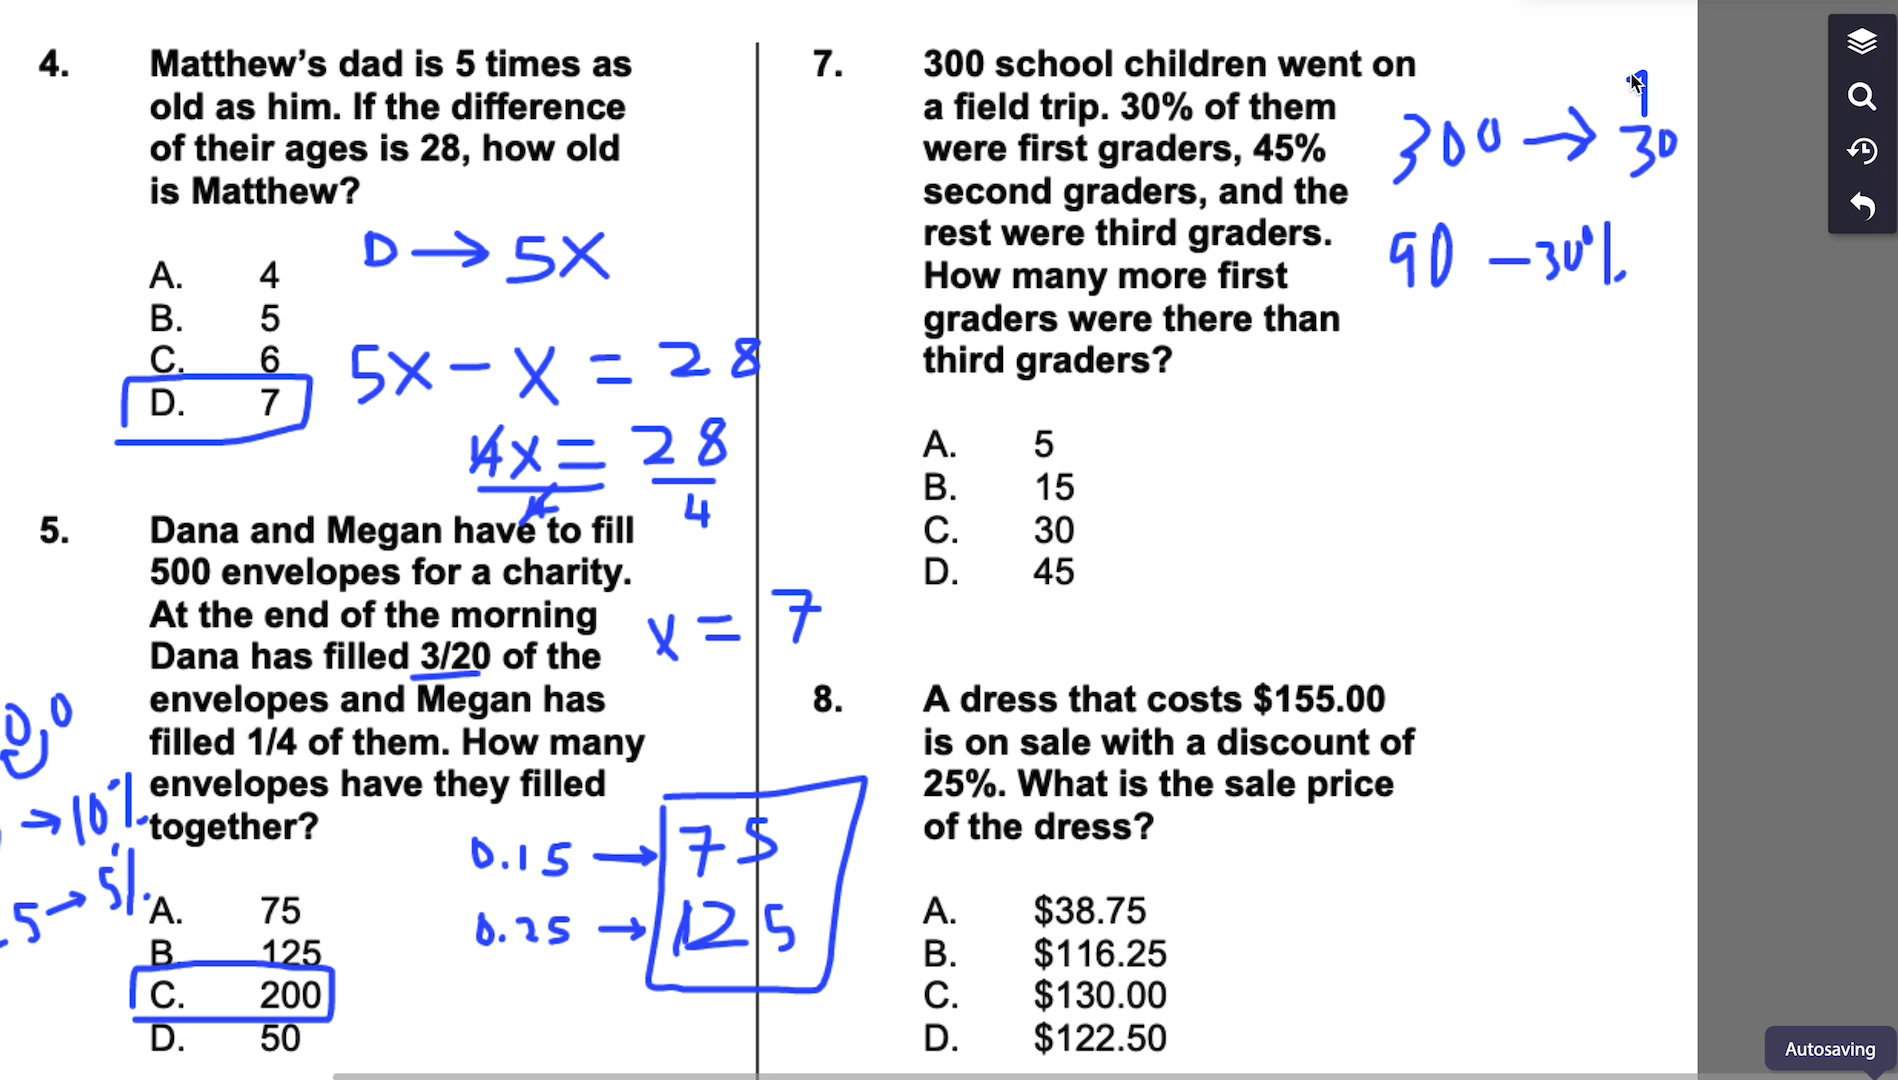 4. Matthew's dad is 5 times as
old as him. If the difference
of their ages is 28, how old
is Matthew?
D → 5X
A. 4
B. 5
C. 6
D. 7
5X - X = 28
4X = 28
4
5. Dana and Megan have to fill
500 envelopes for a charity.
At the end of the morning
Dana has filled 3/20 of the
envelopes and Megan has
filled 1/4 of them. How many
envelopes have they filled
together?
x = 7
→ 10%
5 → 5%
0.15 → 75
0.25 → 125
A. 75
B. 125
C. 200
D. 50
7. 300 school children went on
a field trip. 30% of them
were first graders, 45%
second graders, and the
rest were third graders.
How many more first
graders were there than
third graders?
1
300 → 30
90 - 30%
A. 5
B. 15
C. 30
D. 45
8. A dress that costs $155.00
is on sale with a discount of
25%. What is the sale price
of the dress?
A. $38.75
B. $116.25
C. $130.00
D. $122.50
Autosaving